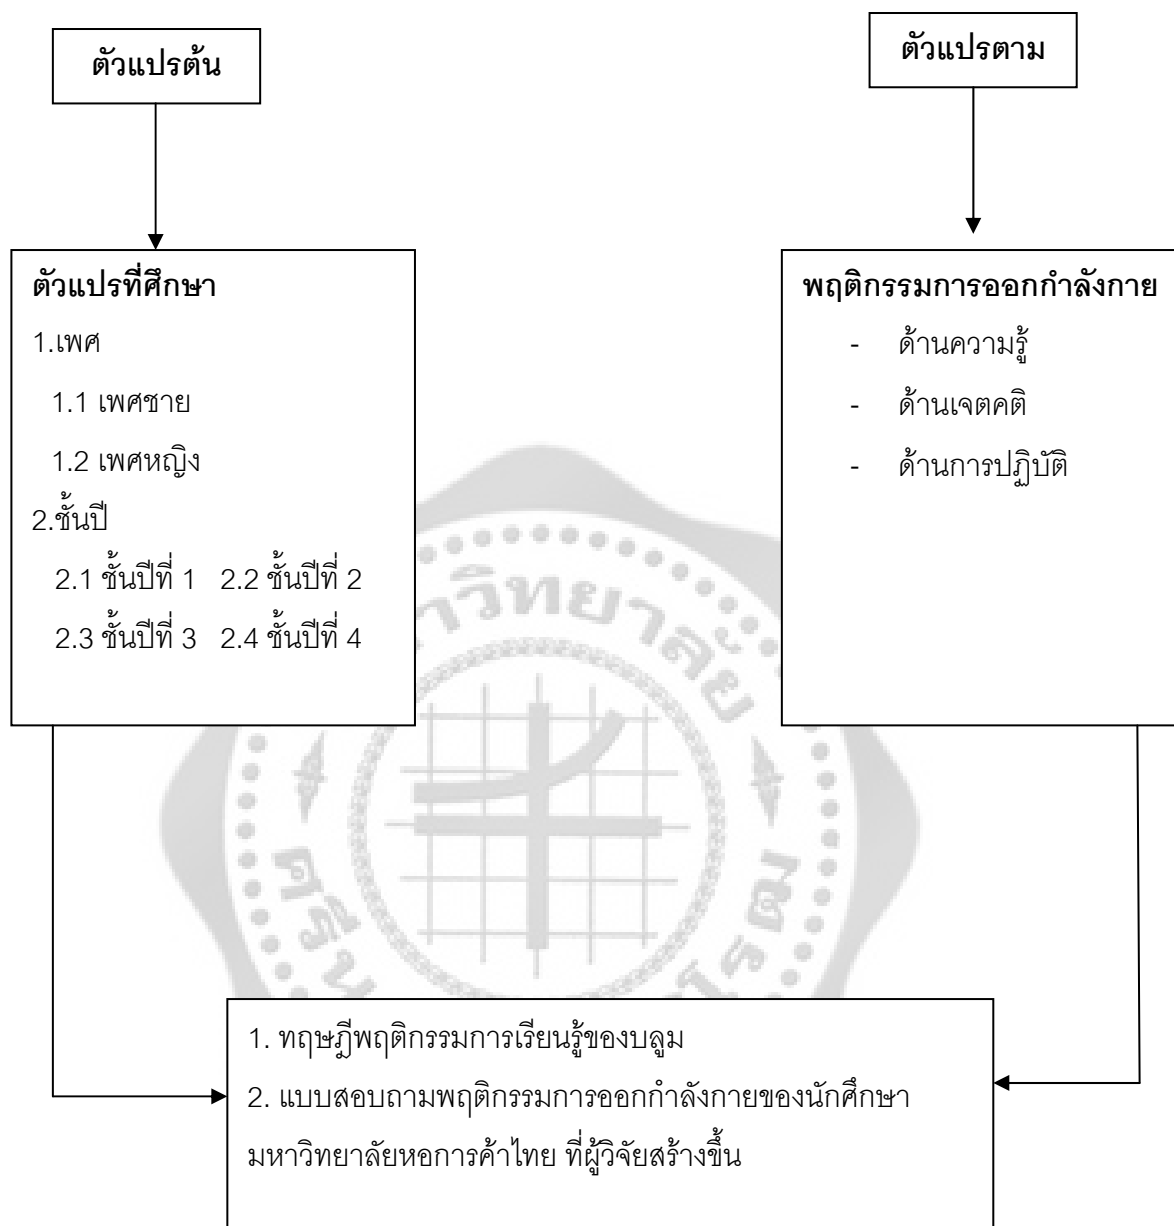 ตัวแปรต้น
ตัวแปรตาม
ตัวแปรที่ศึกษา
1.เพศ
1.1 เพศชาย
1.2 เพศหญิง
2.ชั้นปี
2.1 ชั้นปีที่ 1 2.2 ชั้นปีที่ 2
2.3 ชั้นปีที่ 3 2.4 ชั้นปีที่ 4
พฤติกรรมการออกกำลังกาย
- ด้านความรู้
- ด้านเจตคติ
- ด้านการปฏิบัติ
1. ทฤษฎีพฤติกรรมการเรียนรู้ของบลูม
2. แบบสอบถามพฤติกรรมการออกกำลังกายของนักศึกษา
มหาวิทยาลัยหอการค้าไทย ที่ผู้วิจัยสร้างขึ้น